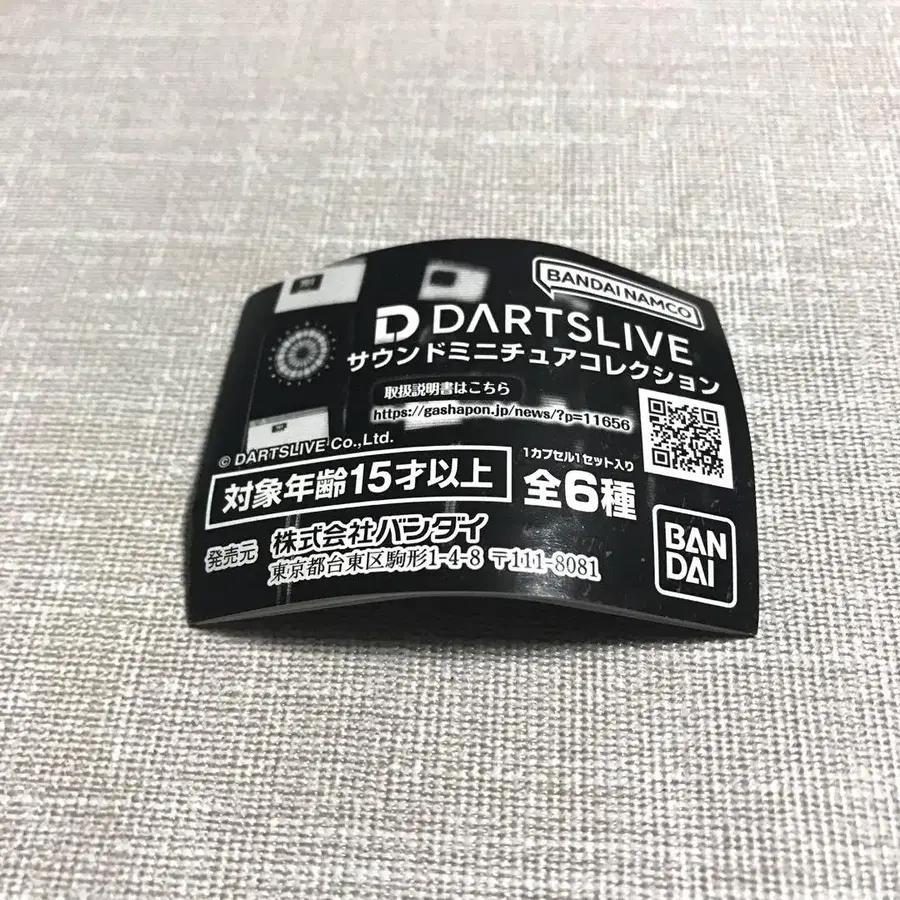 BANDAI NAMCO
D DARTSLIVE
サウンドミニチュアコレクション
取扱説明書はこちら
https://gashapon.jp/news/?p=11656
© DARTSLIVE Co.,Ltd.
対象年齢15才以上
1カプセル1セット入り
全6種
発売元
株式会社バンダイ
東京都台東区駒形1-4-8 〒111-8081
BAN
DAI